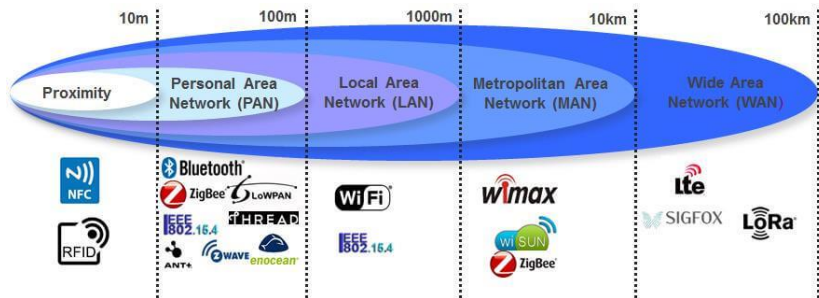 10m
100m
1000m
10km
100km
Proximity
Personal Area
Network (PAN)
Local Area
Network (LAN)
Metropolitan Area
Network (MAN)
Wide Area
Network (WAN)
NFC
RFID
Bluetooth®
ZigBee®
6LoWPAN
IEEE
802.15.4
THREAD
ANT+
Z WAVE
enocean®
WiFi®
IEEE
802.15.4
wimax
wi SUN
ZigBee®
Lte
SIGFOX
LoRa®